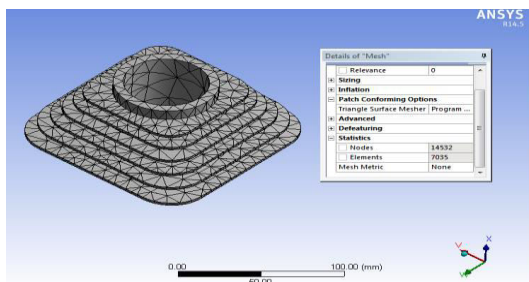 ANSYS
R14.5
Details of "Mesh"
Relevance 0
Sizing
Inflation
Patch Conforming Options
Triangle Surface Mesher Program ...
Advanced
Defeaturing
Statistics
Nodes 14532
Elements 7035
Mesh Metric None
0.00 100.00 (mm)
50.00
Y X